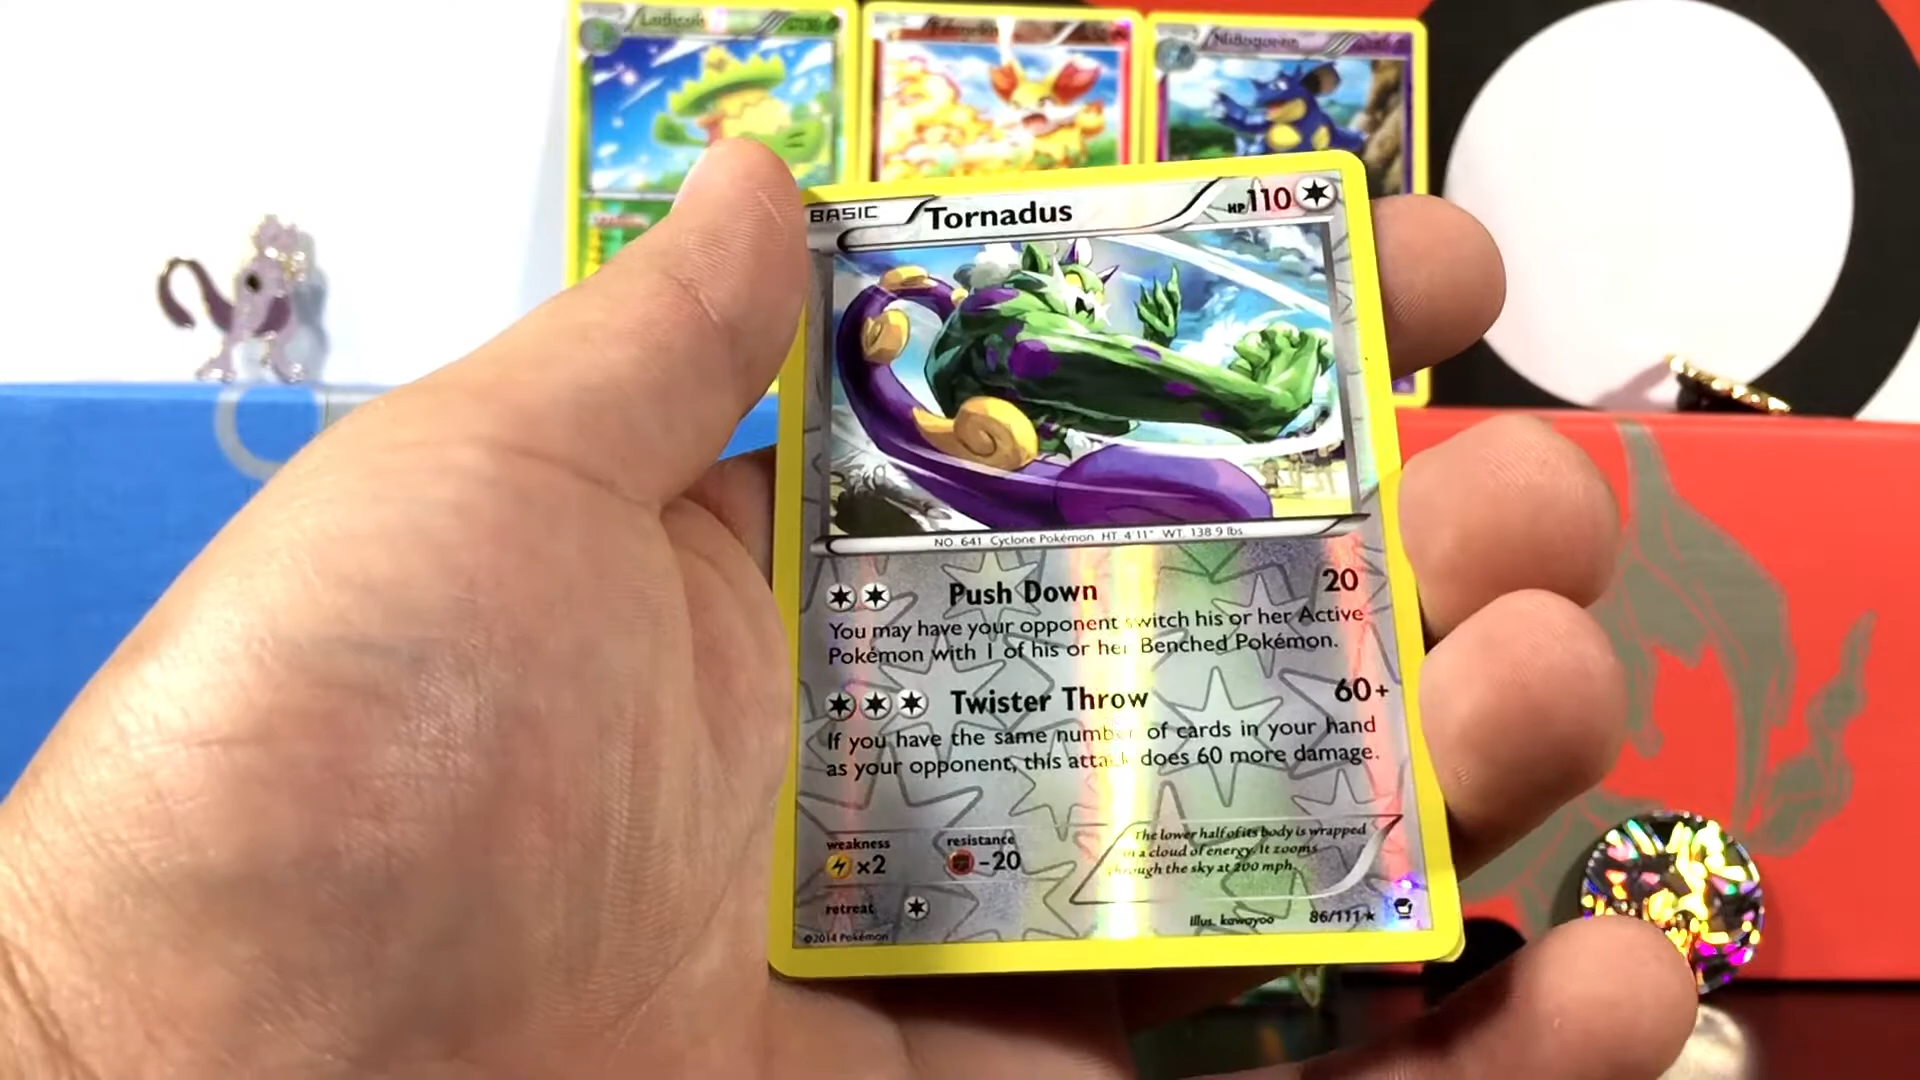 Nidoqueen
BASIC Tornadus HP110
NO. 641 Cyclone Pokémon HT. 4'11" WT. 138.9 lbs.
Push Down 20
You may have your opponent switch his or her Active
Pokémon with 1 of his or her Benched Pokémon.
Twister Throw 60+
If you have the same number of cards in your hand
as your opponent, this attack does 60 more damage.
weakness resistance
×2 -20
The lower half of its body is wrapped
in a cloud of energy. It zooms
through the sky at 200 mph.
retreat
Illus. kawayoo 86/111★
©2014 Pokémon